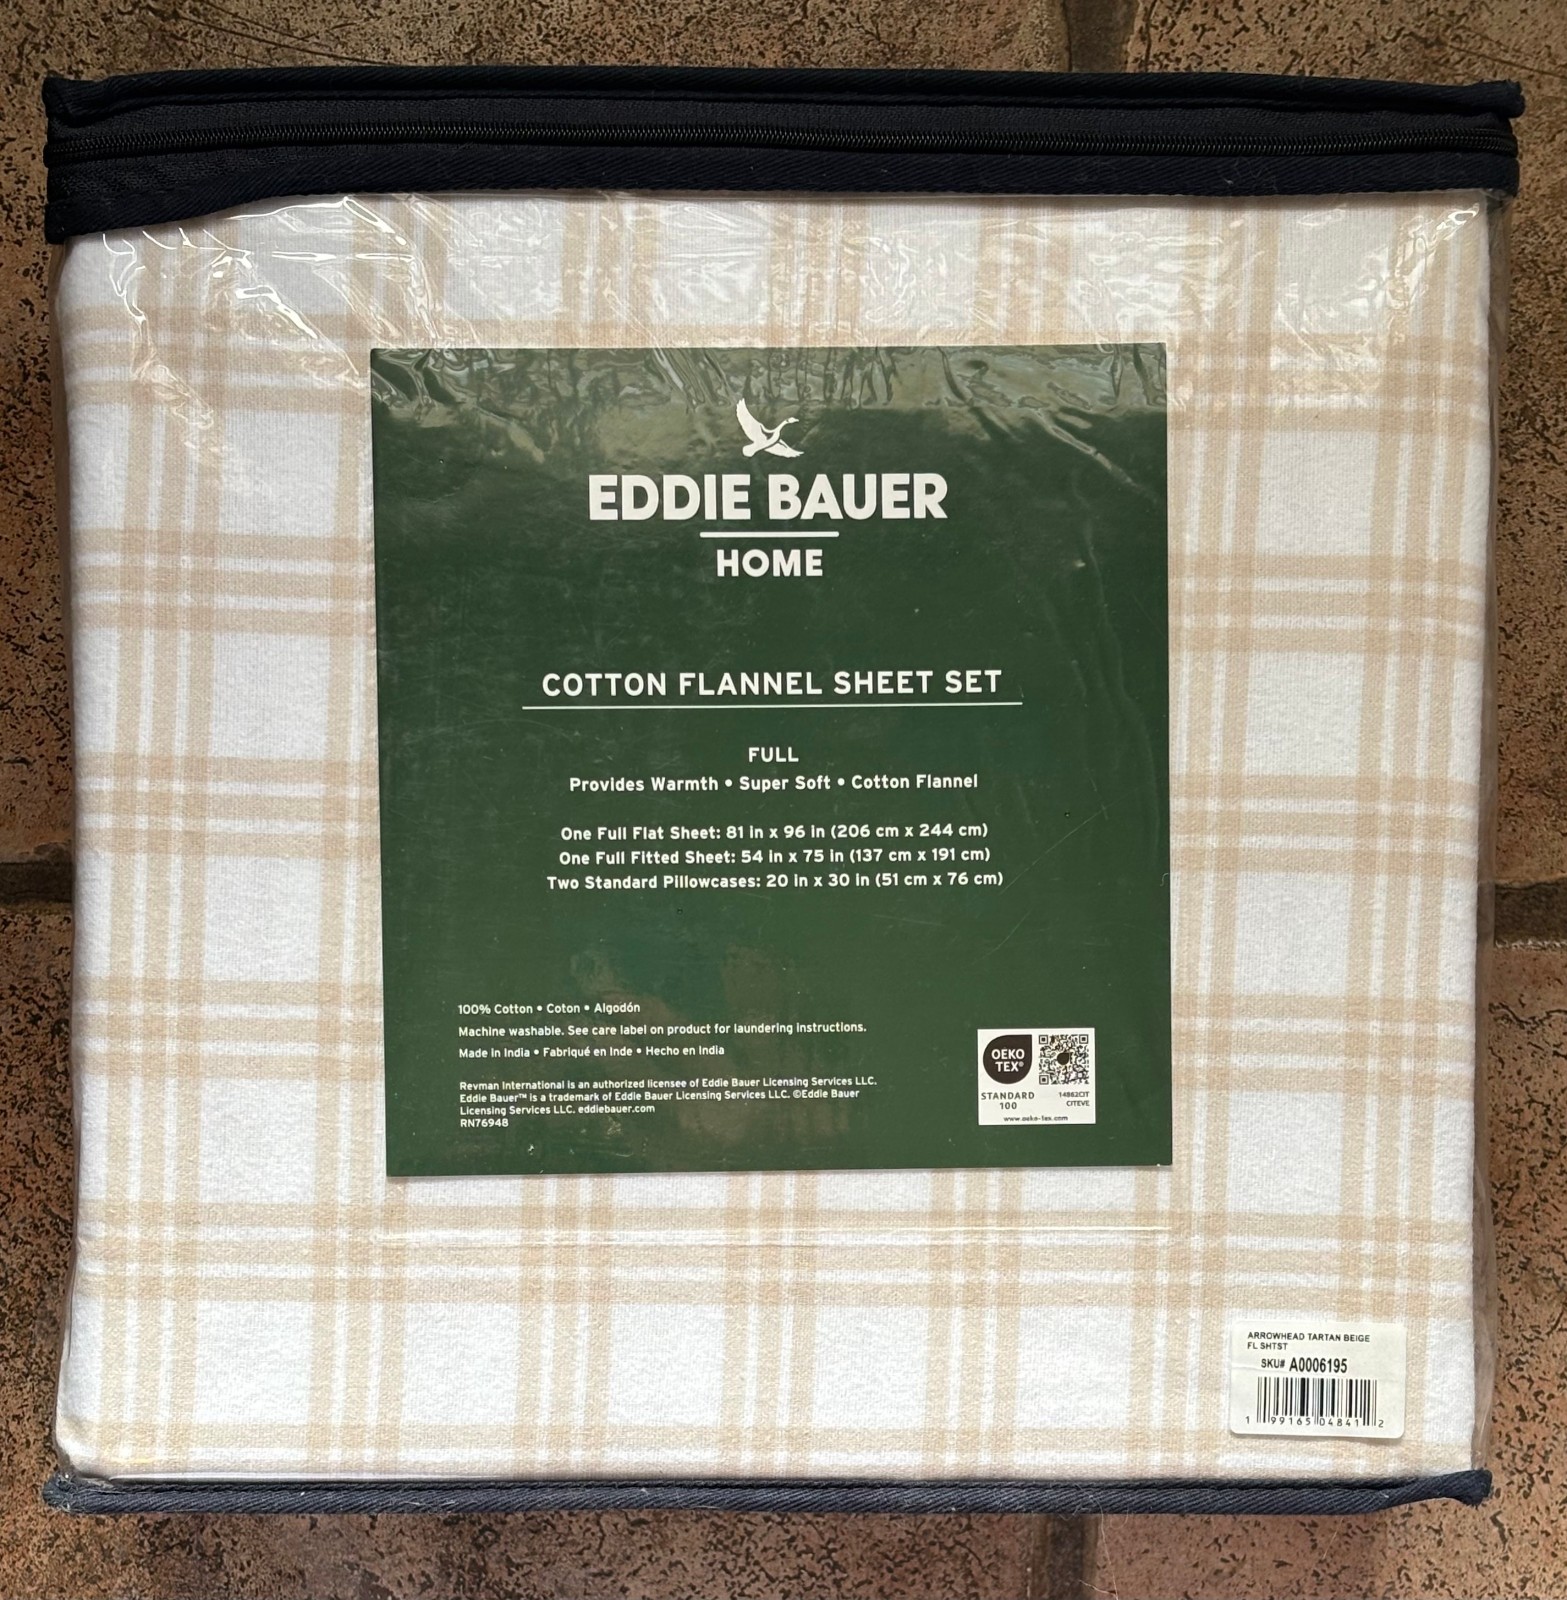 EDDIE BAUER
HOME
COTTON FLANNEL SHEET SET
FULL
Provides Warmth • Super Soft • Cotton Flannel
One Full Flat Sheet: 81 in x 96 in (206 cm x 244 cm)
One Full Fitted Sheet: 54 in x 75 in (137 cm x 191 cm)
Two Standard Pillowcases: 20 in x 30 in (51 cm x 76 cm)
100% Cotton • Coton • Algodón
Machine washable. See care label on product for laundering instructions.
Made in India • Fabriqué en Inde • Hecho en India
Revman International is an authorized licensee of Eddie Bauer Licensing Services LLC.
Eddie Bauer™ is a trademark of Eddie Bauer Licensing Services LLC. ©Eddie Bauer
Licensing Services LLC. eddiebauer.com
RN76948
OEKO
TEX®
STANDARD
100
14862CIT
CITEVE
www.oeko-tex.com
ARROWHEAD TARTAN BEIGE
FL SHTST
SKU# A0006195
1 99165 04841 2